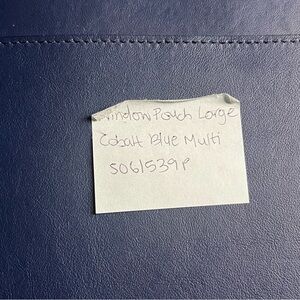 Window Pouch Large
Cobalt Blue Multi
S061539P